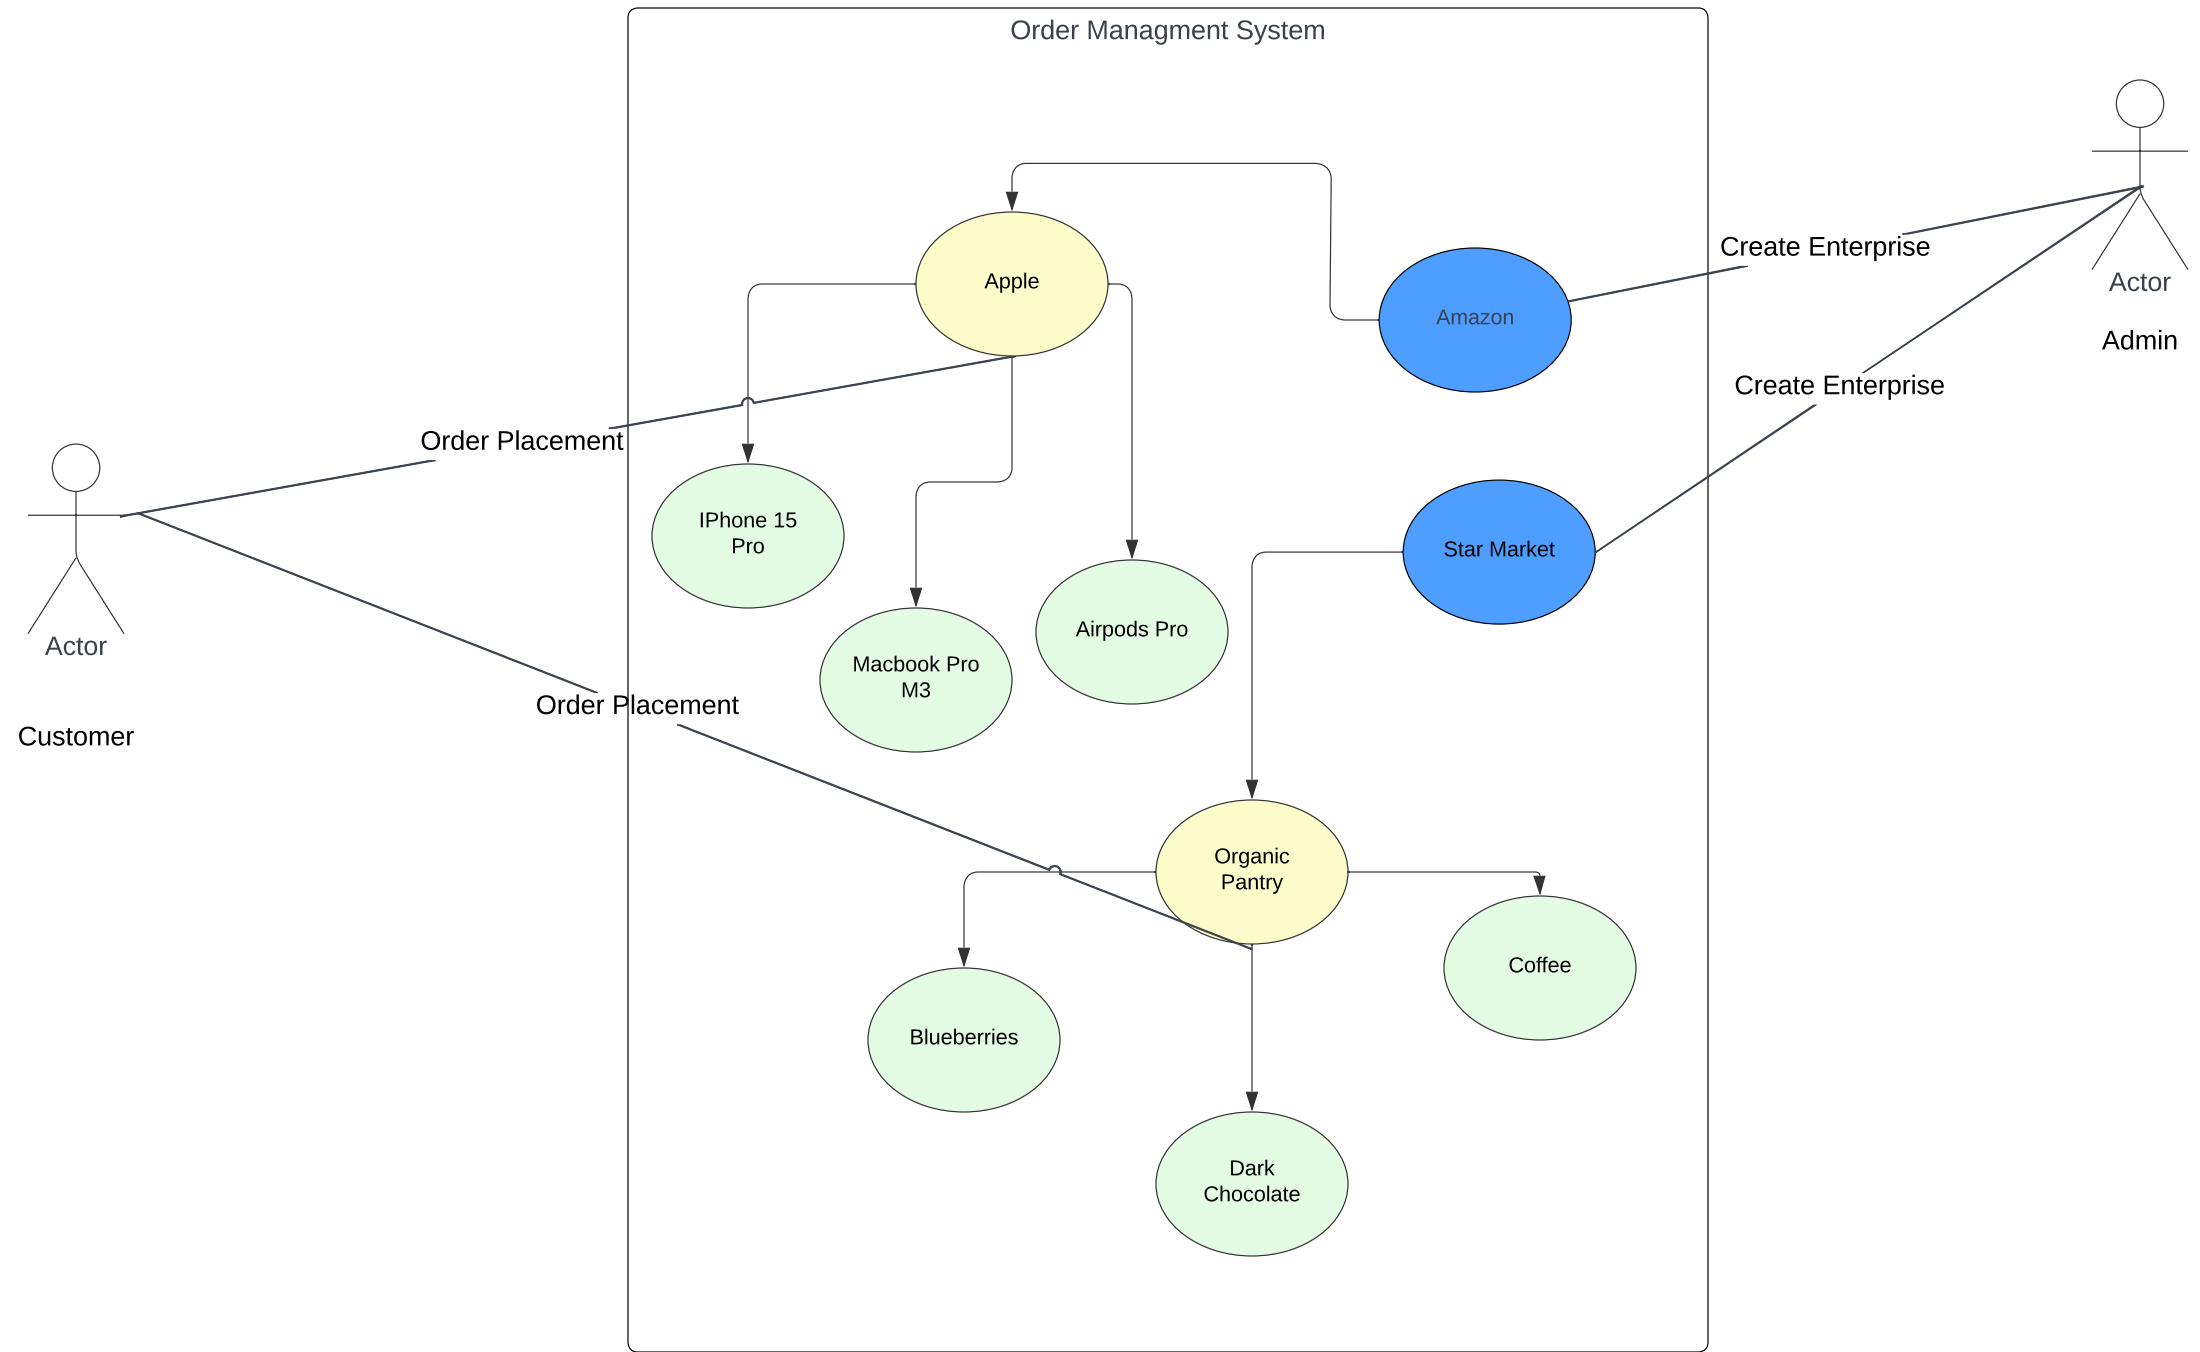 Order Managment System
Apple
Amazon
Create Enterprise
Actor
Admin
Create Enterprise
Order Placement
IPhone 15
Pro
Star Market
Airpods Pro
Macbook Pro
M3
Actor
Order Placement
Customer
Organic
Pantry
Coffee
Blueberries
Dark
Chocolate